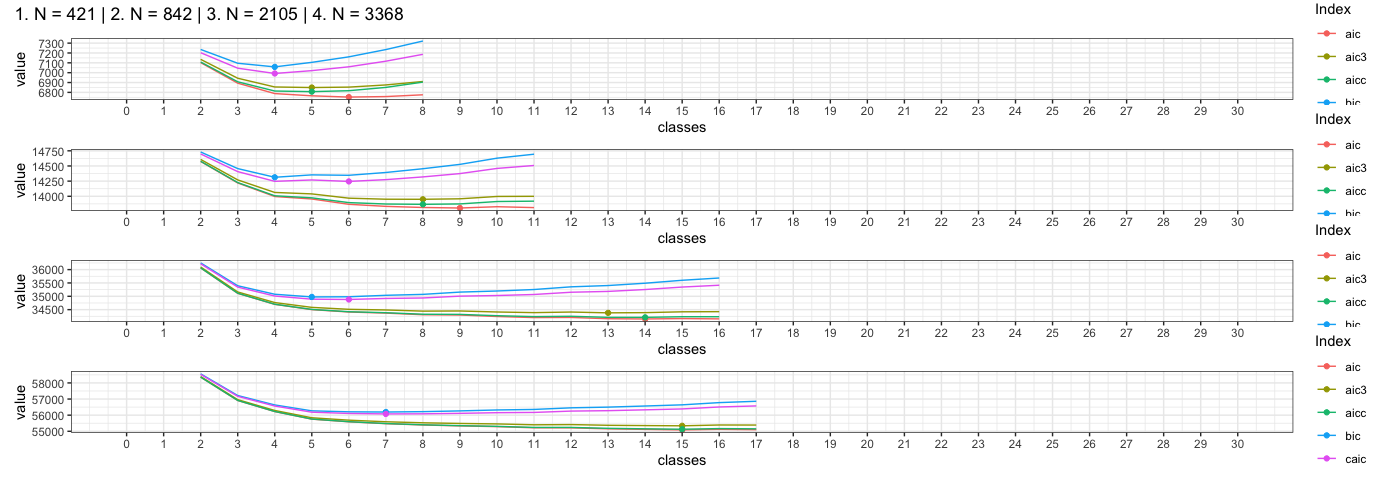 1. N = 421 | 2. N = 842 | 3. N = 2105 | 4. N = 3368
Index
aic
aic3
aicc
bic
value
7300
7200
7100
7000
6900
6800
0 1 2 3 4 5 6 7 8 9 10 11 12 13 14 15 16 17 18 19 20 21 22 23 24 25 26 27 28 29 30
classes
Index
aic
aic3
aicc
bic
value
14750
14500
14250
14000
0 1 2 3 4 5 6 7 8 9 10 11 12 13 14 15 16 17 18 19 20 21 22 23 24 25 26 27 28 29 30
classes
Index
aic
aic3
aicc
bic
value
36000
35500
35000
34500
0 1 2 3 4 5 6 7 8 9 10 11 12 13 14 15 16 17 18 19 20 21 22 23 24 25 26 27 28 29 30
classes
Index
aic
aic3
aicc
bic
caic
value
58000
57000
56000
55000
0 1 2 3 4 5 6 7 8 9 10 11 12 13 14 15 16 17 18 19 20 21 22 23 24 25 26 27 28 29 30
classes